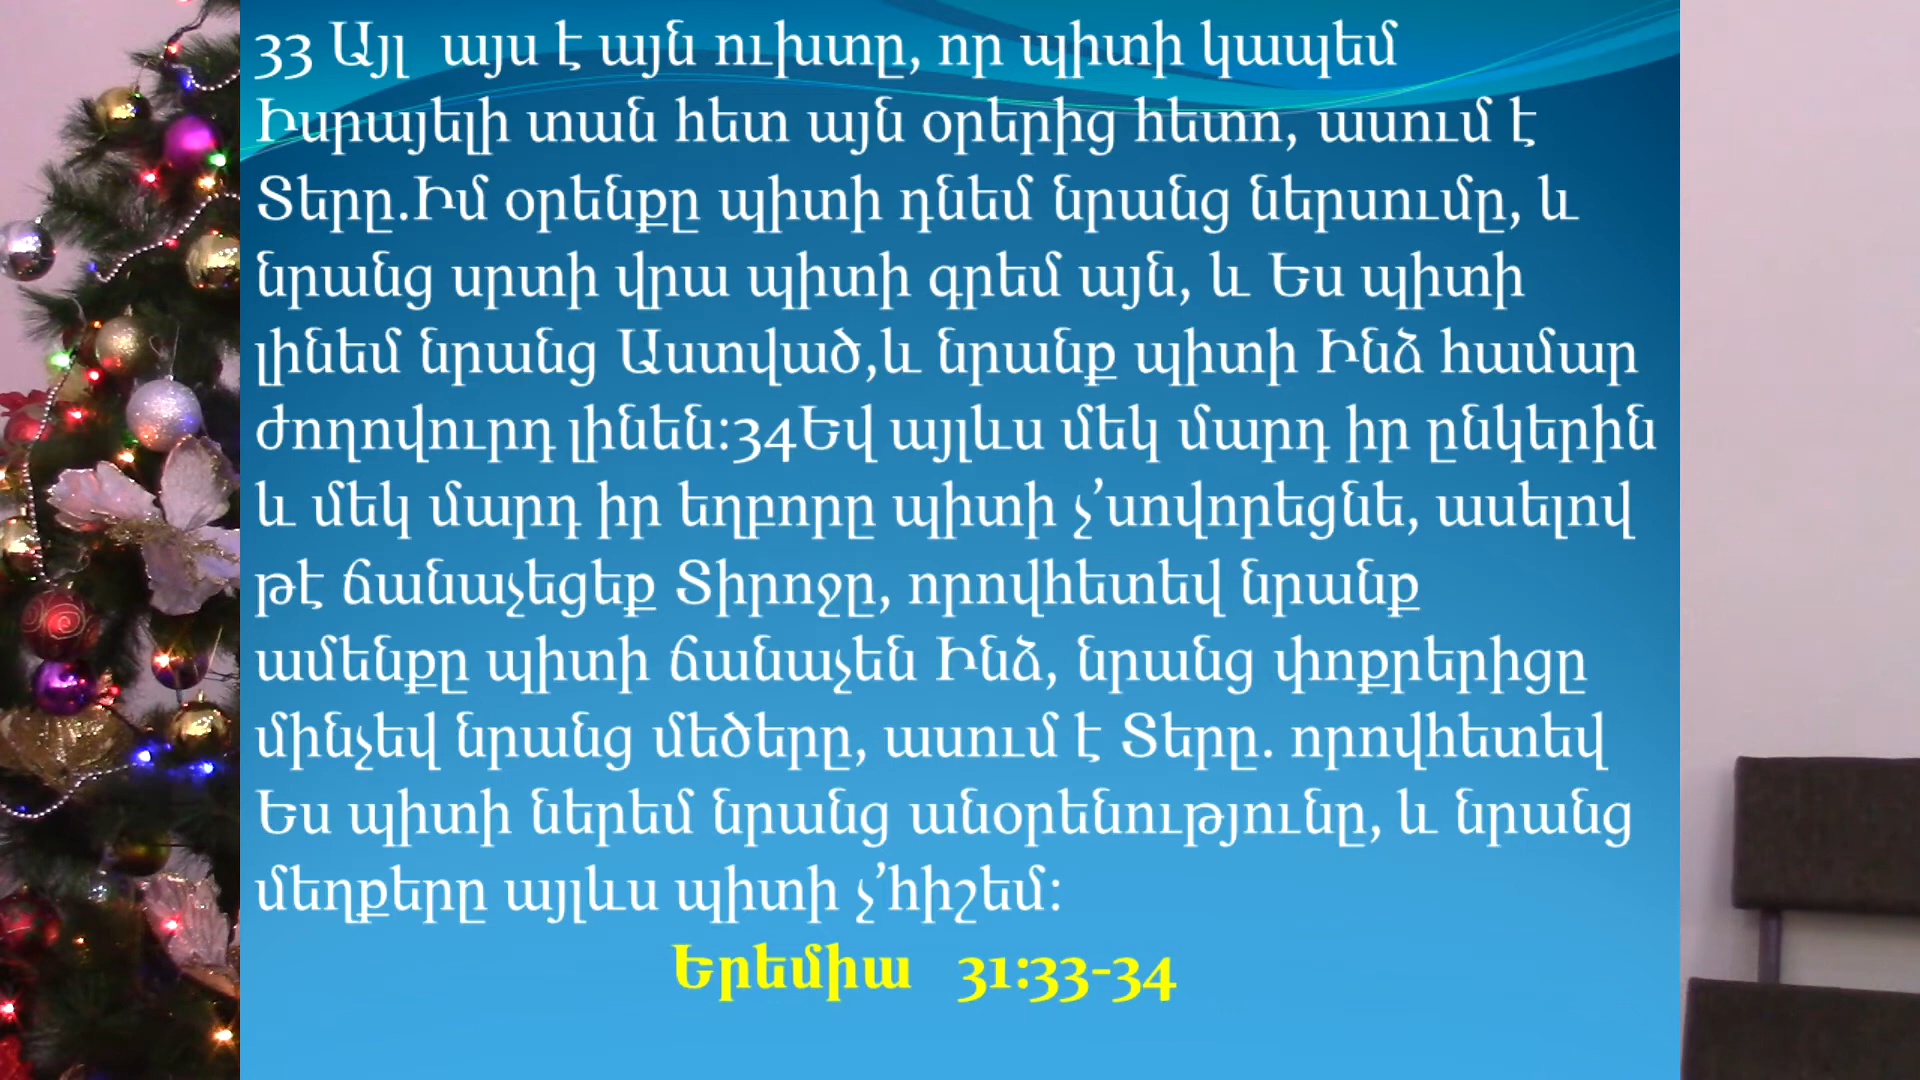 33 Այլ այս է այն ուխտը, որ պիտի կապեմ
Իսրայելի տան հետ այն օրերից հետո, ասում է
Տերը.Իմ օրենքը պիտի դնեմ նրանց ներսումը, և
նրանց սրտի վրա պիտի գրեմ այն, և Ես պիտի
լինեմ նրանց Աստված,և նրանք պիտի Ինձ համար
ժողովուրդ լինեն:34Եվ այլևս մեկ մարդ իր ընկերին
և մեկ մարդ իր եղբորը պիտի չ’սովորեցնե, ասելով
թէ ճանաչեցեք Տիրոջը, որովհետեվ նրանք
ամենքը պիտի ճանաչեն Ինձ, նրանց փոքրերիցը
մինչեվ նրանց մեծերը, ասում է Տերը. որովհետեվ
Ես պիտի ներեմ նրանց անօրենությունը, և նրանց
մեղքերը այլևս պիտի չ’հիշեմ:
Երեմիա 31:33-34